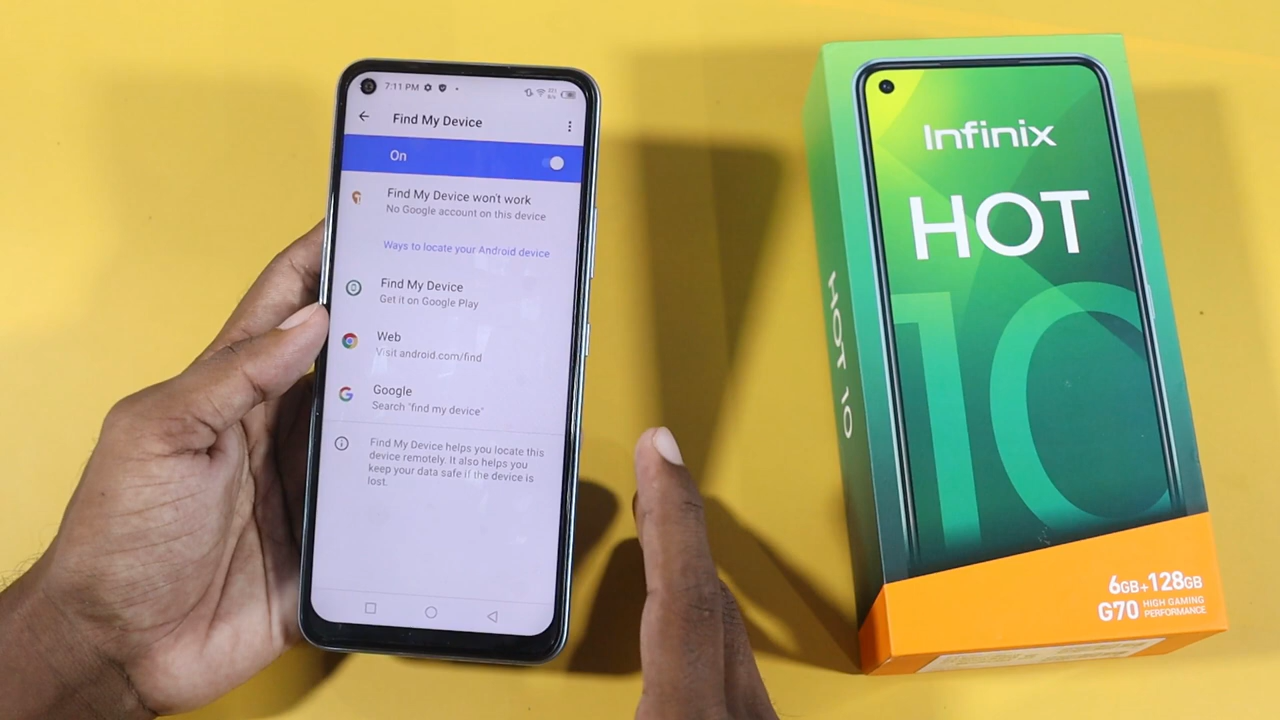 7:11 PM
Find My Device
On
Find My Device won't work
No Google account on this device
Ways to locate your Android device
Find My Device
Get it on Google Play
Web
Visit android.com/find
Google
Search "find my device"
Find My Device helps you locate this
device remotely. It also helps you
keep your data safe if the device is
lost.
Infinix
HOT
10
HOT 10
6GB+128GB
G70 HIGH GAMING
PERFORMANCE